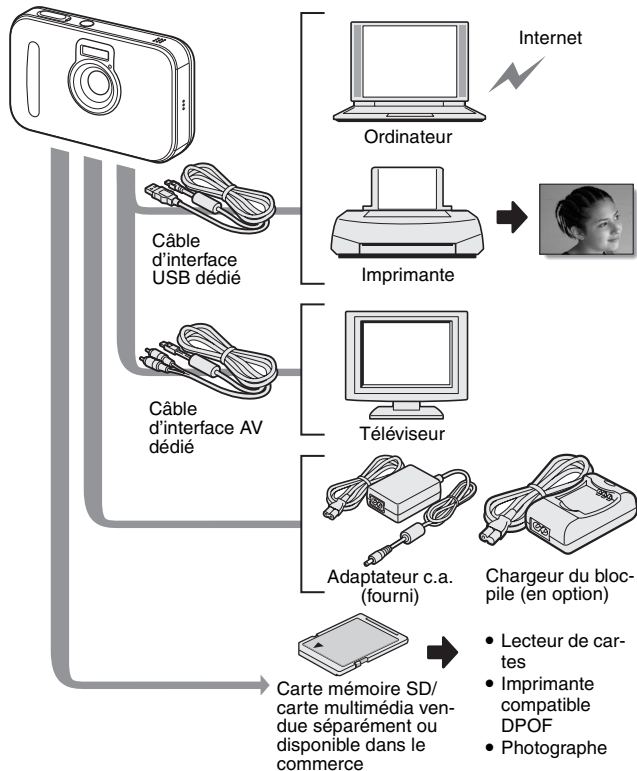 Internet
Ordinateur
Câble
d'interface
USB dédié
Imprimante
Câble
d'interface AV
dédié
Téléviseur
Adaptateur c.a.
(fourni)
Chargeur du bloc-
pile (en option)
Carte mémoire SD/
carte multimédia ven-
due séparément ou
disponible dans le
commerce
• Lecteur de car-
tes
• Imprimante
compatible
DPOF
• Photographe